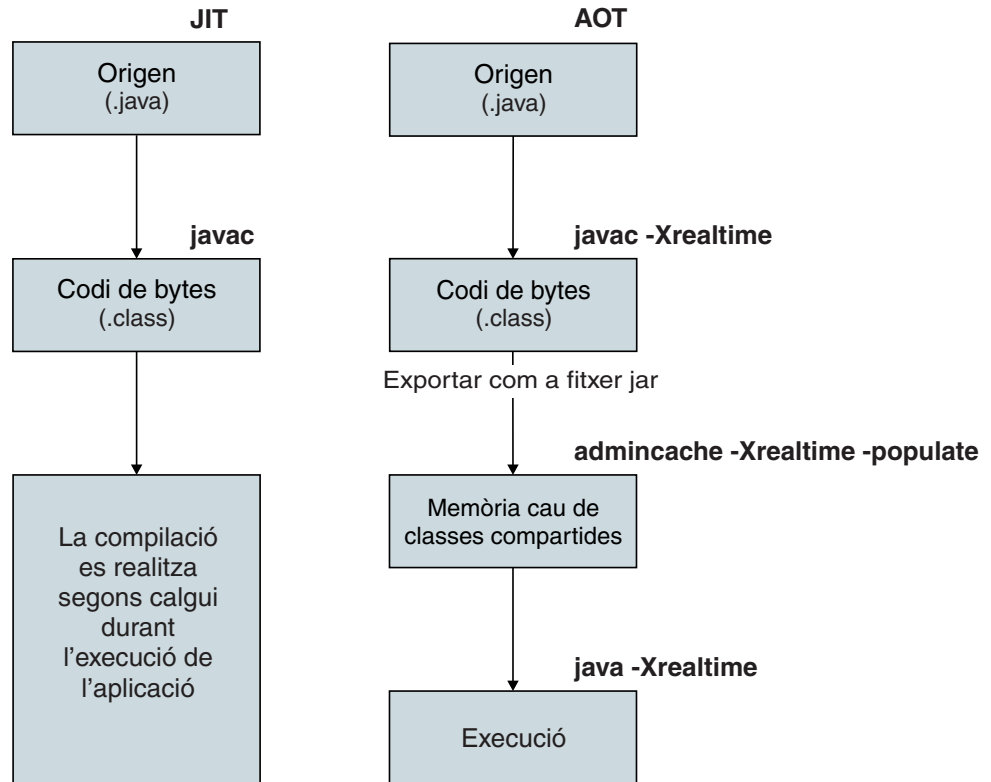 JIT
Origen
(.java)
javac
Codi de bytes
(.class)
La compilació
es realitza
segons calgui
durant
l'execució de
l'aplicació
AOT
Origen
(.java)
javac -Xrealtime
Codi de bytes
(.class)
Exportar com a fitxer jar
admincache -Xrealtime -populate
Memòria cau de
classes compartides
java -Xrealtime
Execució